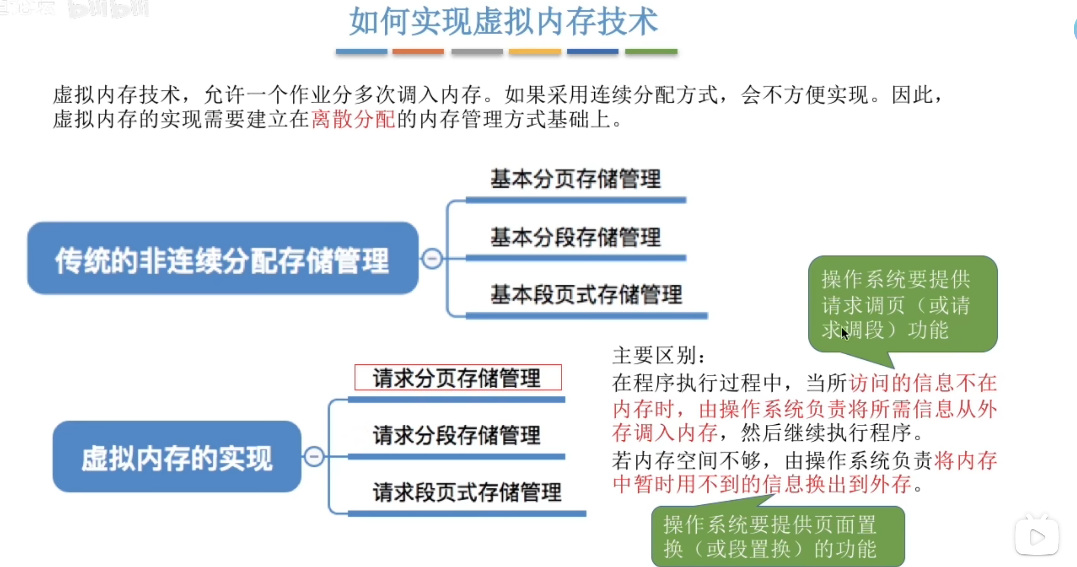 如何实现虚拟内存技术
虚拟内存技术，允许一个作业分多次调入内存。如果采用连续分配方式，会不方便实现。因此，
虚拟内存的实现需要建立在离散分配的内存管理方式基础上。
基本分页存储管理
传统的非连续分配存储管理
基本分段存储管理
基本段页式存储管理
操作系统要提供
请求调页（或请
求调段）功能
请求分页存储管理
虚拟内存的实现
请求分段存储管理
请求段页式存储管理
主要区别：
在程序执行过程中，当所访问的信息不在
内存时，由操作系统负责将所需信息从外
存调入内存，然后继续执行程序。
若内存空间不够，由操作系统负责将内存
中暂时用不到的信息换出到外存。
操作系统要提供页面置
换（或段置换）的功能